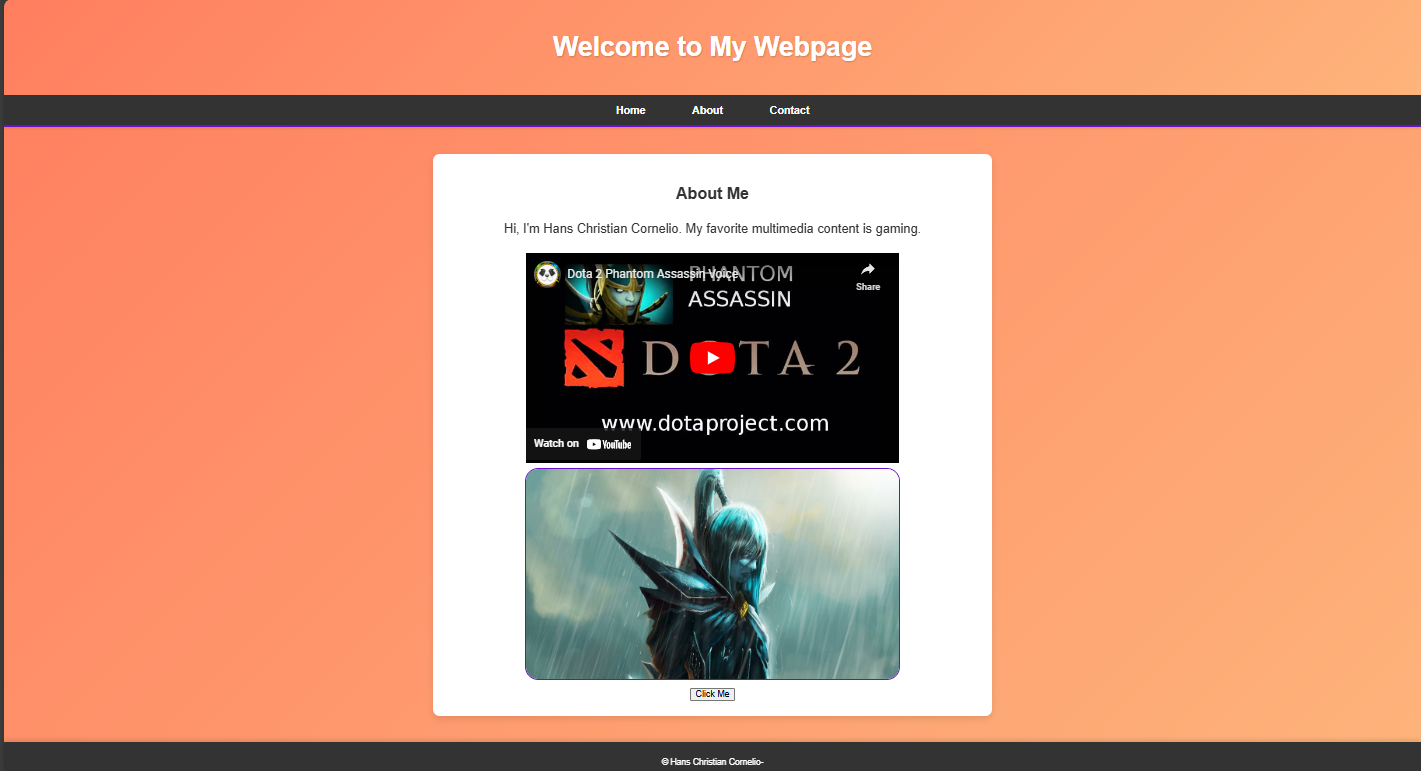 Welcome to My Webpage
Home About Contact
About Me
Hi, I'm Hans Christian Cornelio. My favorite multimedia content is gaming.
Dota 2 Phantom Assassin Voice
Share
PHANTOM
ASSASSIN
DOTA 2
www.dotaproject.com
Watch on YouTube
Click Me
© Hans Christian Cornelio-